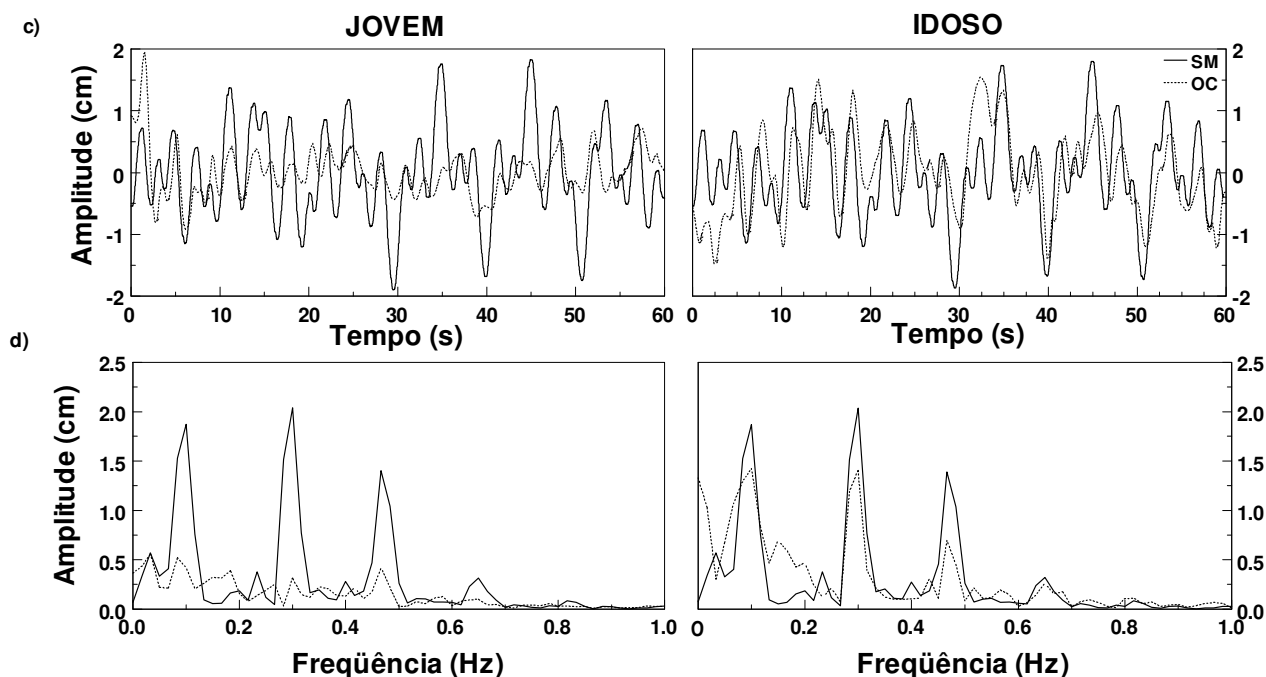 c)
JOVEM
IDOSO
Amplitude (cm)
2
1
0
-1
-2
0 10 20 30 40 50 60
Tempo (s)
SM
OC
2
1
0
-1
-2
0 10 20 30 40 50 60
Tempo (s)
d)
Amplitude (cm)
2.5
2.0
1.5
1.0
0.5
0.0
0.0 0.2 0.4 0.6 0.8 1.0
Freqüência (Hz)
2.5
2.0
1.5
1.0
0.5
0.0
0 0.2 0.4 0.6 0.8 1.0
Freqüência (Hz)